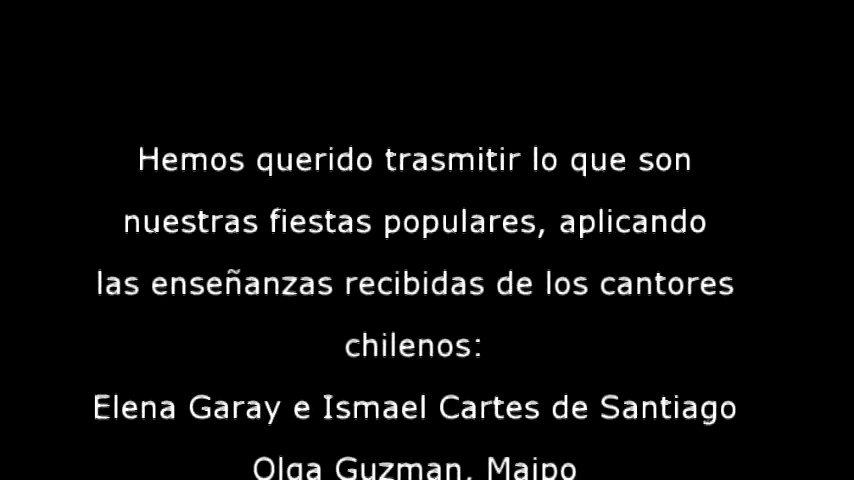 Hemos querido trasmitir lo que son
nuestras fiestas populares, aplicando
las enseñanzas recibidas de los cantores
chilenos:
Elena Garay e Ismael Cartes de Santiago
Olga Guzman, Maipo